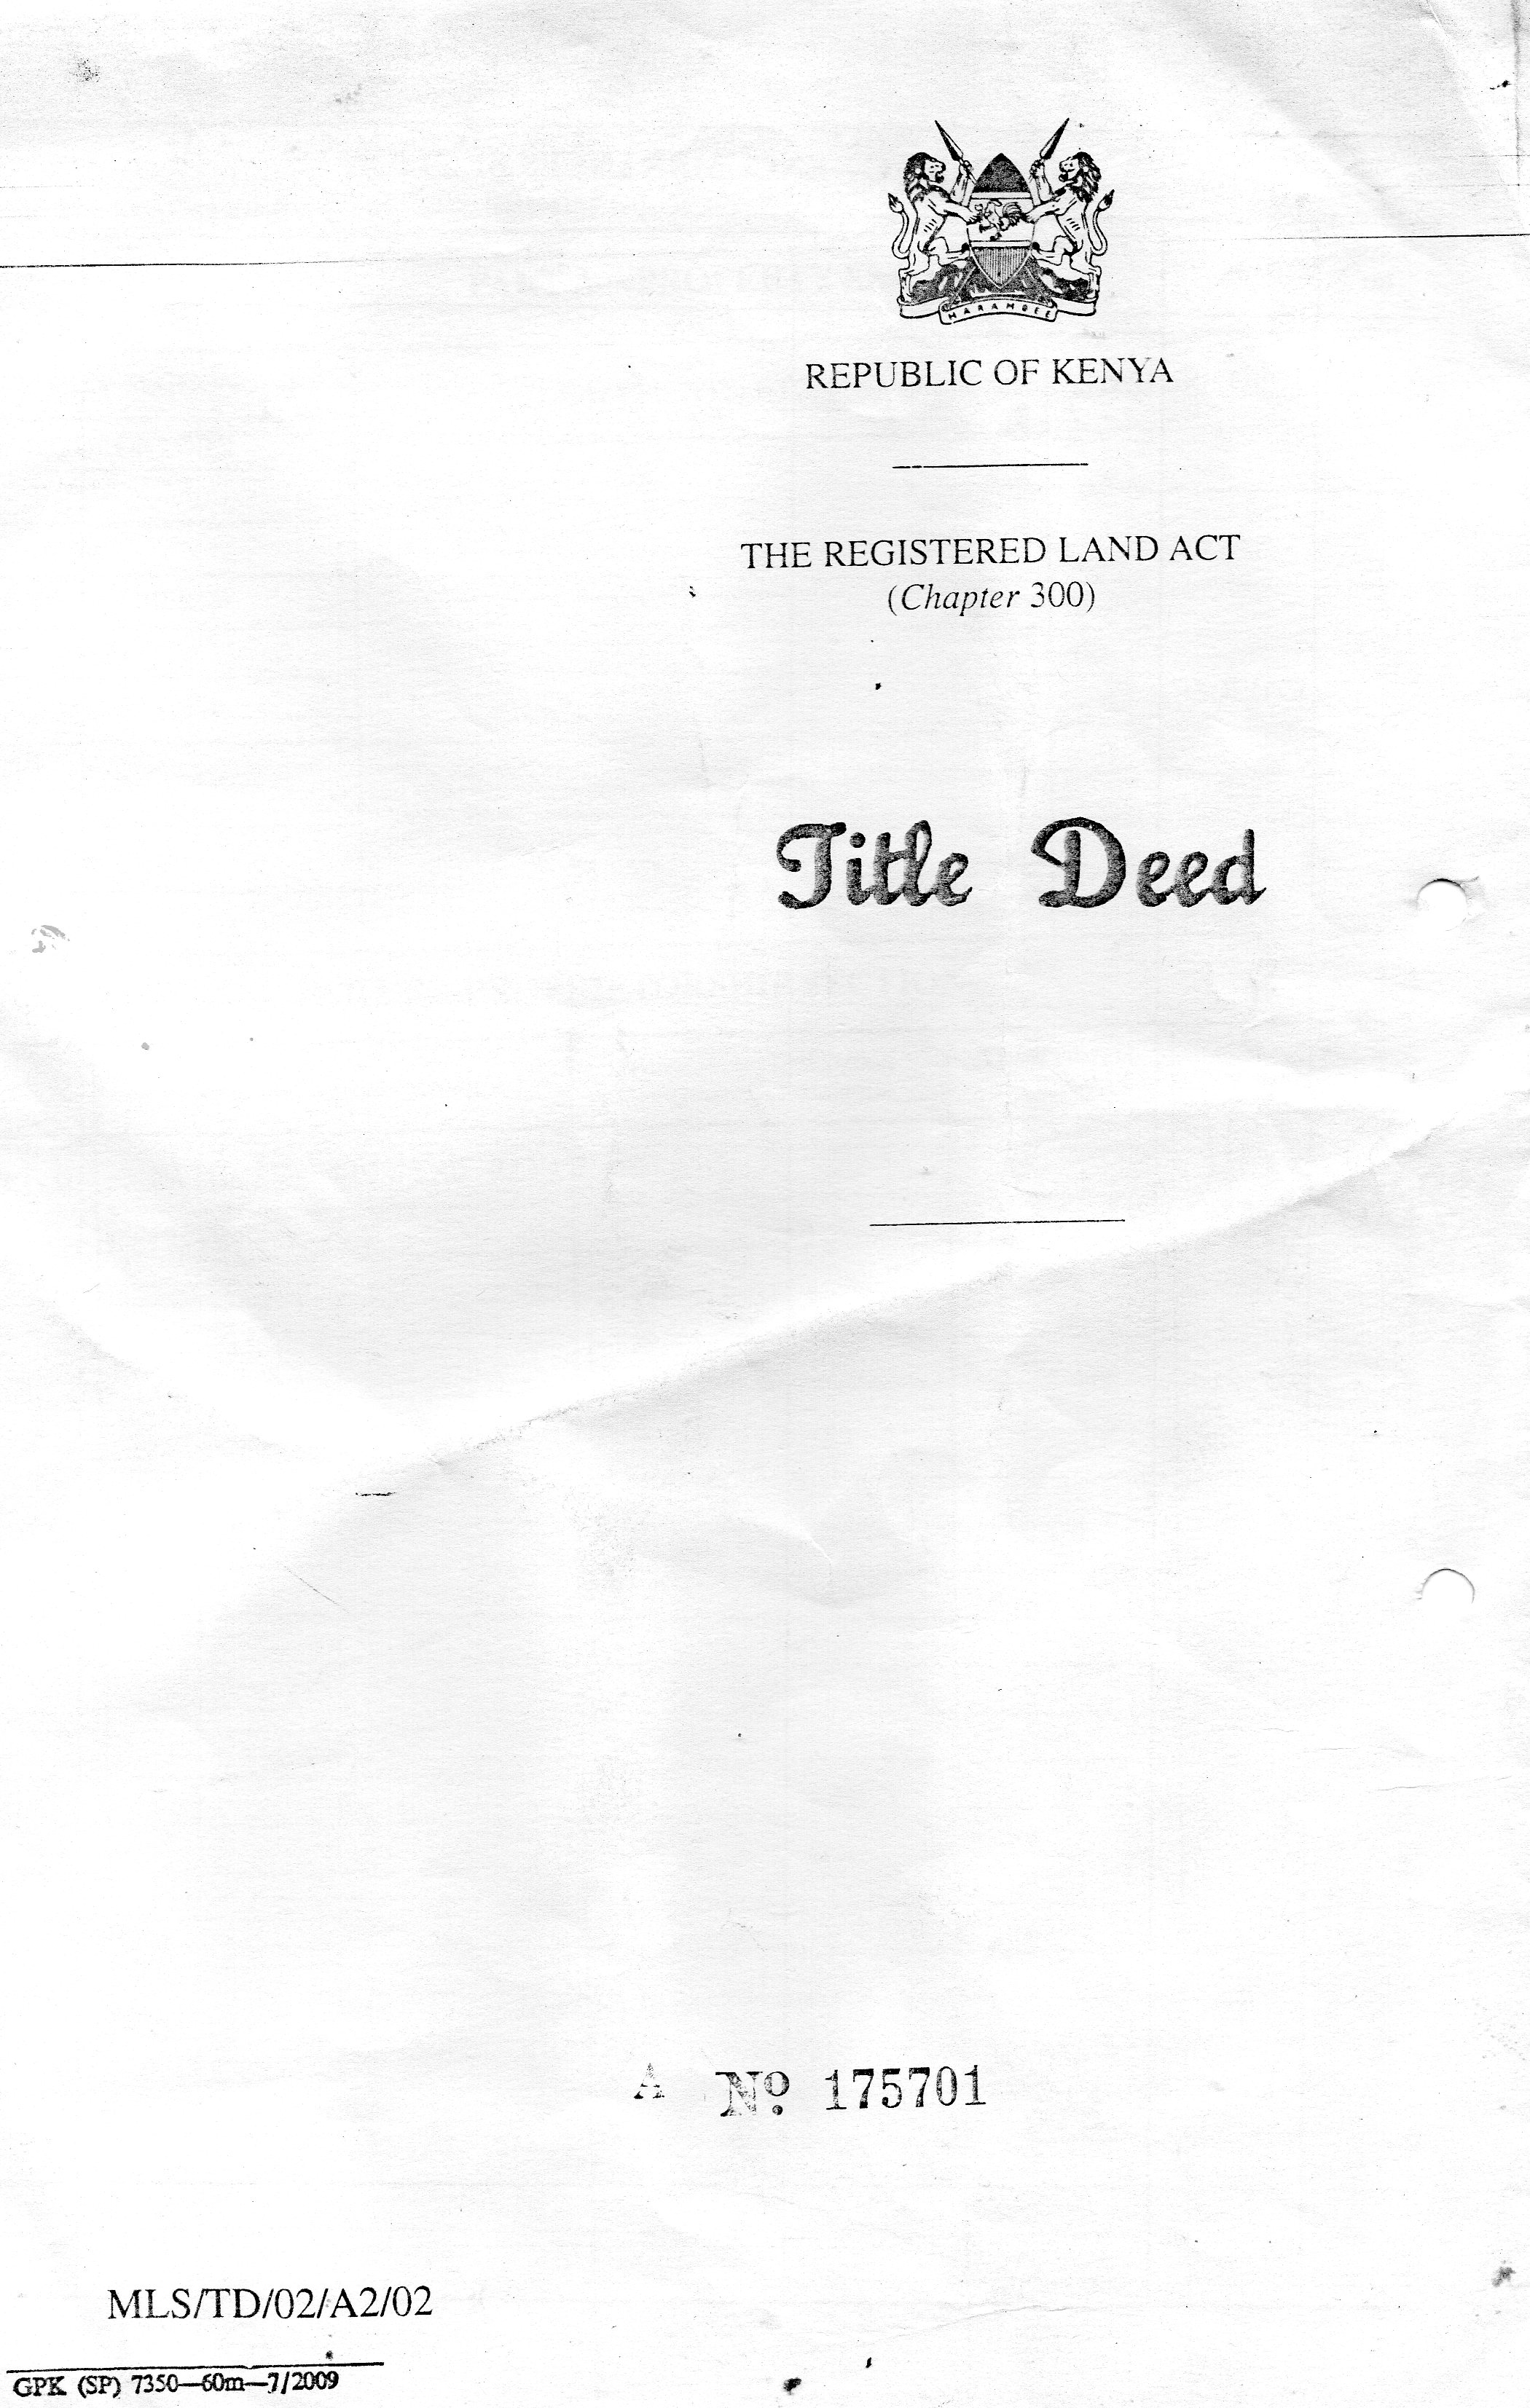 HARAMBEE
REPUBLIC OF KENYA
THE REGISTERED LAND ACT
(Chapter 300)
Title Deed
A Nº 175701
MLS/TD/02/A2/02
GPK (SP) 7350—60m—7/2009